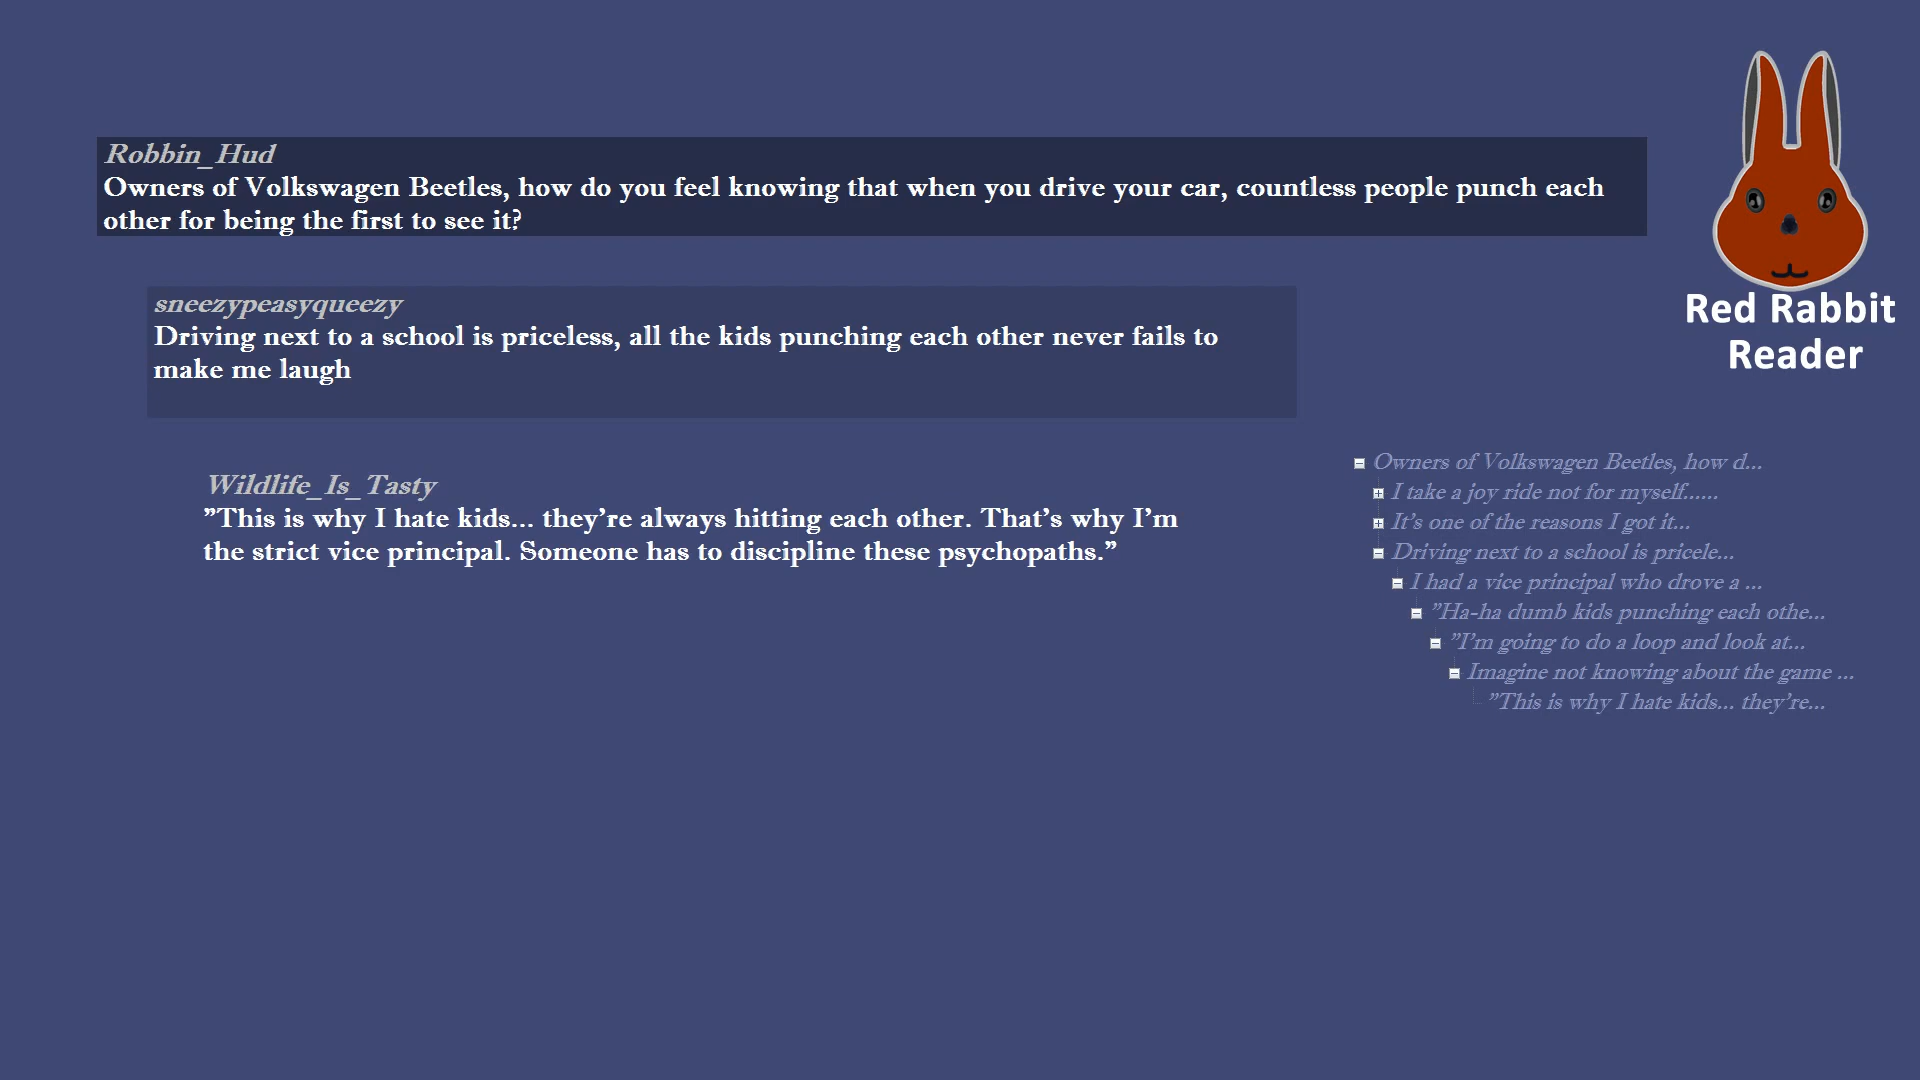 Robbin_Hud
Owners of Volkswagen Beetles, how do you feel knowing that when you drive your car, countless people punch each
other for being the first to see it?
sneezypeasyqueezy
Driving next to a school is priceless, all the kids punching each other never fails to
make me laugh
Wildlife_Is_Tasty
”This is why I hate kids... they’re always hitting each other. That’s why I’m
the strict vice principal. Someone has to discipline these psychopaths.”
Red Rabbit
Reader
Owners of Volkswagen Beetles, how d...
I take a joy ride not for myself......
It’s one of the reasons I got it...
Driving next to a school is pricele...
I had a vice principal who drove a ...
”Ha-ha dumb kids punching each othe...
”I’m going to do a loop and look at...
Imagine not knowing about the game ...
”This is why I hate kids... they’re...